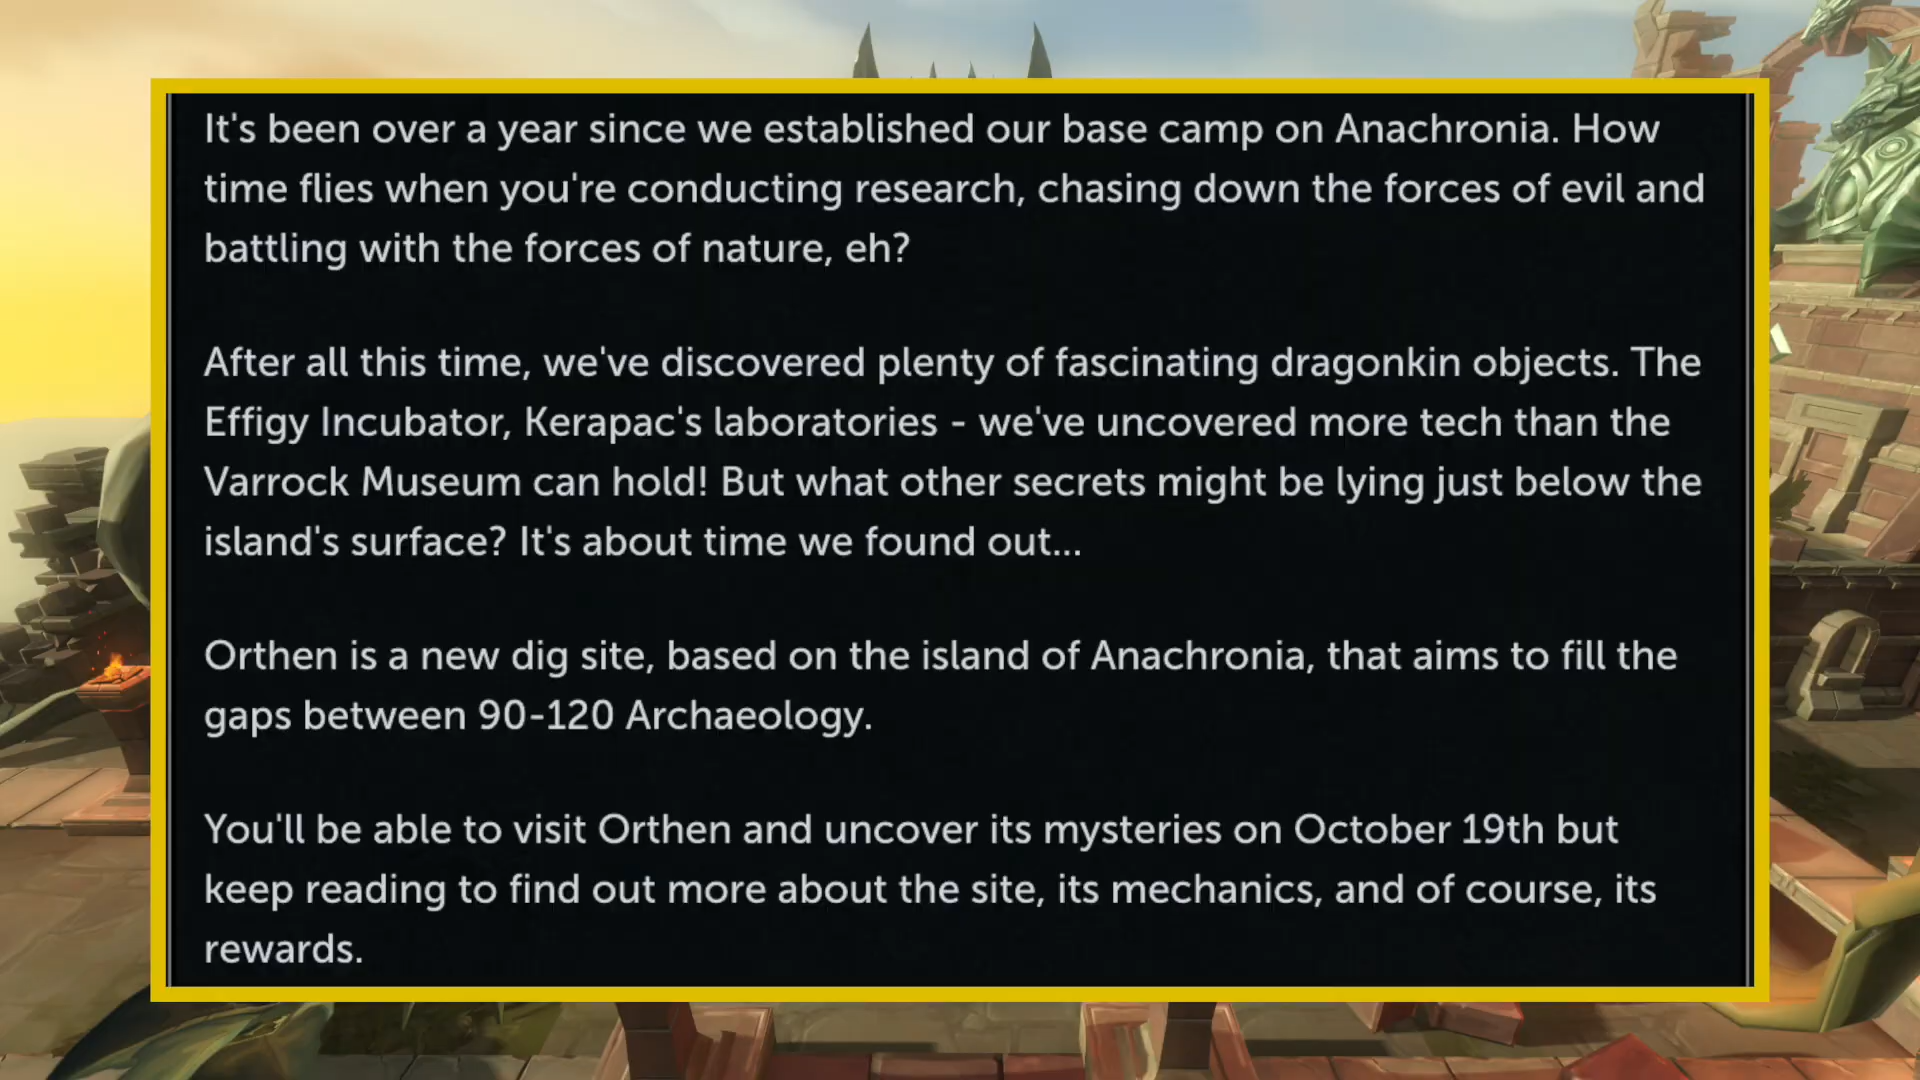 It's been over a year since we established our base camp on Anachronia. How
time flies when you're conducting research, chasing down the forces of evil and
battling with the forces of nature, eh?
After all this time, we've discovered plenty of fascinating dragonkin objects. The
Effigy Incubator, Kerapac's laboratories - we've uncovered more tech than the
Varrock Museum can hold! But what other secrets might be lying just below the
island's surface? It's about time we found out...
Orthen is a new dig site, based on the island of Anachronia, that aims to fill the
gaps between 90-120 Archaeology.
You'll be able to visit Orthen and uncover its mysteries on October 19th but
keep reading to find out more about the site, its mechanics, and of course, its
rewards.